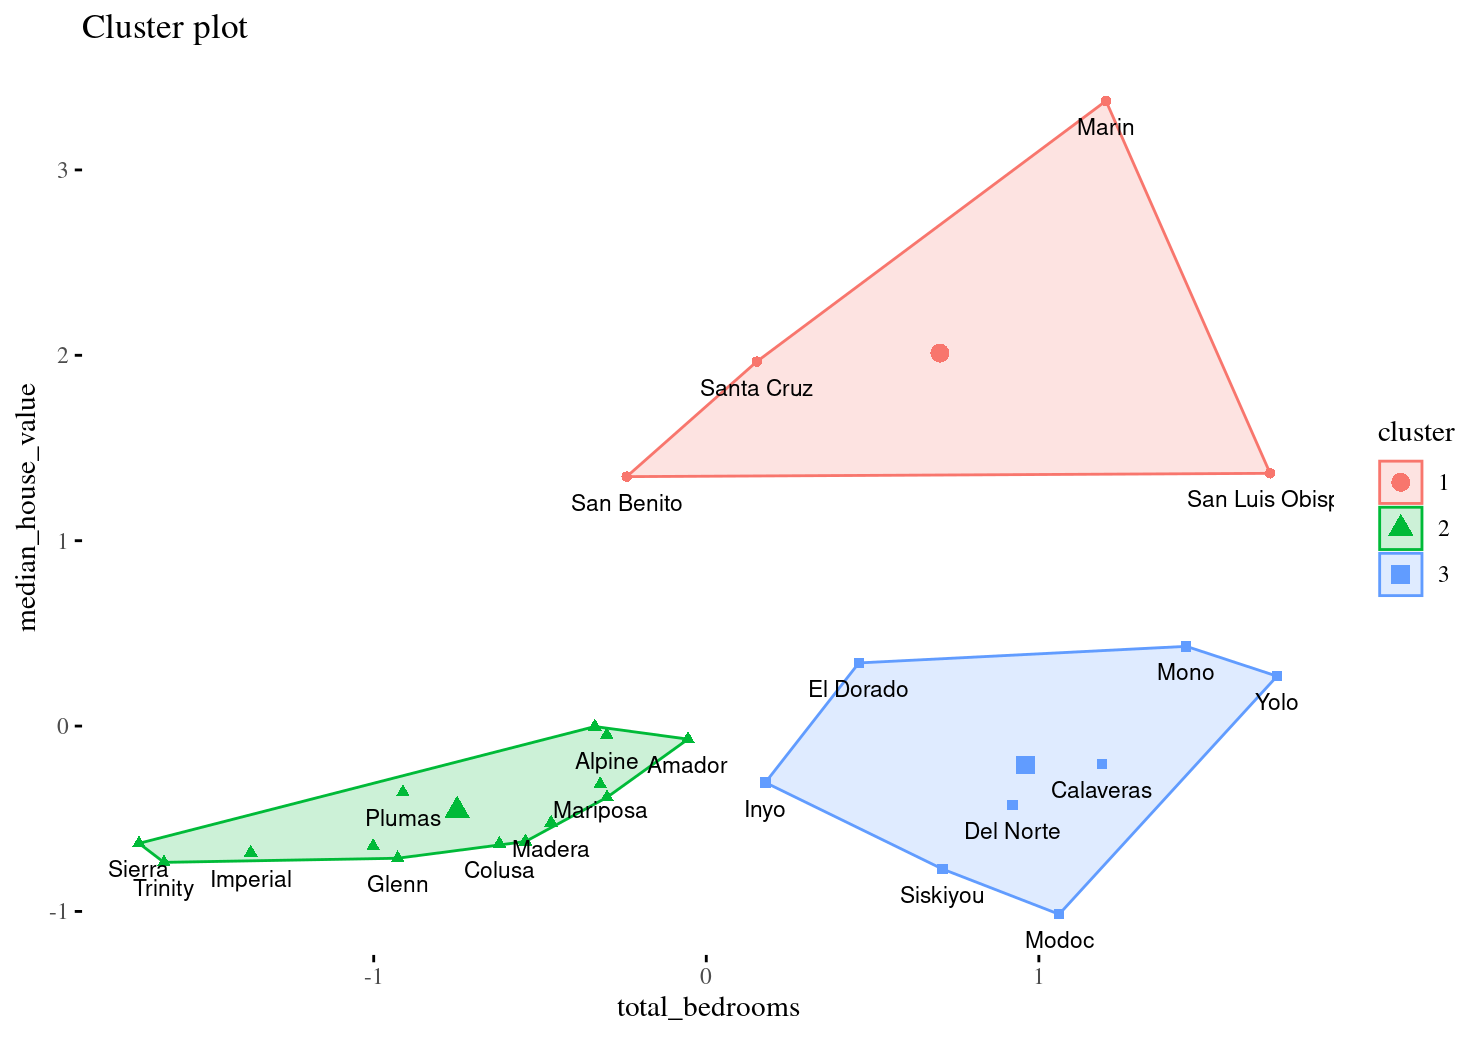 Cluster plot
Marin
3
2
Santa Cruz
San Benito
San Luis Obisp
1
El Dorado
Mono
Yolo
0
Alpine
Amador
Calaveras
Inyo
Mariposa
Plumas
Del Norte
Madera
Sierra
Colusa
Imperial
Glenn
Trinity
Siskiyou
Modoc
-1
-1 0 1
total_bedrooms
median_house_value
cluster
1
2
3